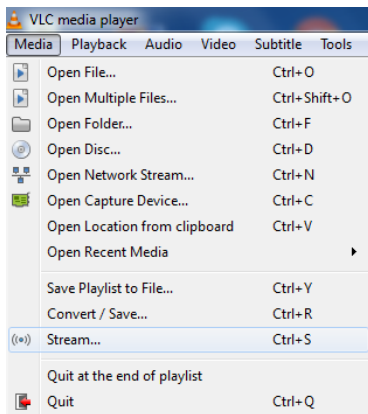 VLC media player
Media Playback Audio Video Subtitle Tools
Open File... Ctrl+O
Open Multiple Files... Ctrl+Shift+O
Open Folder... Ctrl+F
Open Disc... Ctrl+D
Open Network Stream... Ctrl+N
Open Capture Device... Ctrl+C
Open Location from clipboard Ctrl+V
Open Recent Media
Save Playlist to File... Ctrl+Y
Convert / Save... Ctrl+R
Stream... Ctrl+S
Quit at the end of playlist
Quit Ctrl+Q